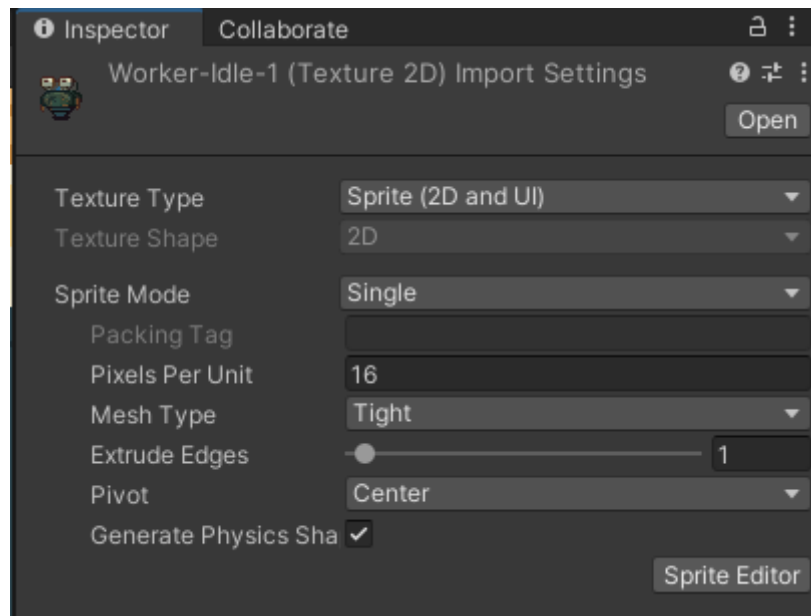 Inspector Collaborate
Worker-Idle-1 (Texture 2D) Import Settings
Open
Texture Type Sprite (2D and UI)
Texture Shape 2D
Sprite Mode Single
Packing Tag
Pixels Per Unit 16
Mesh Type Tight
Extrude Edges 1
Pivot Center
Generate Physics Sha
Sprite Editor